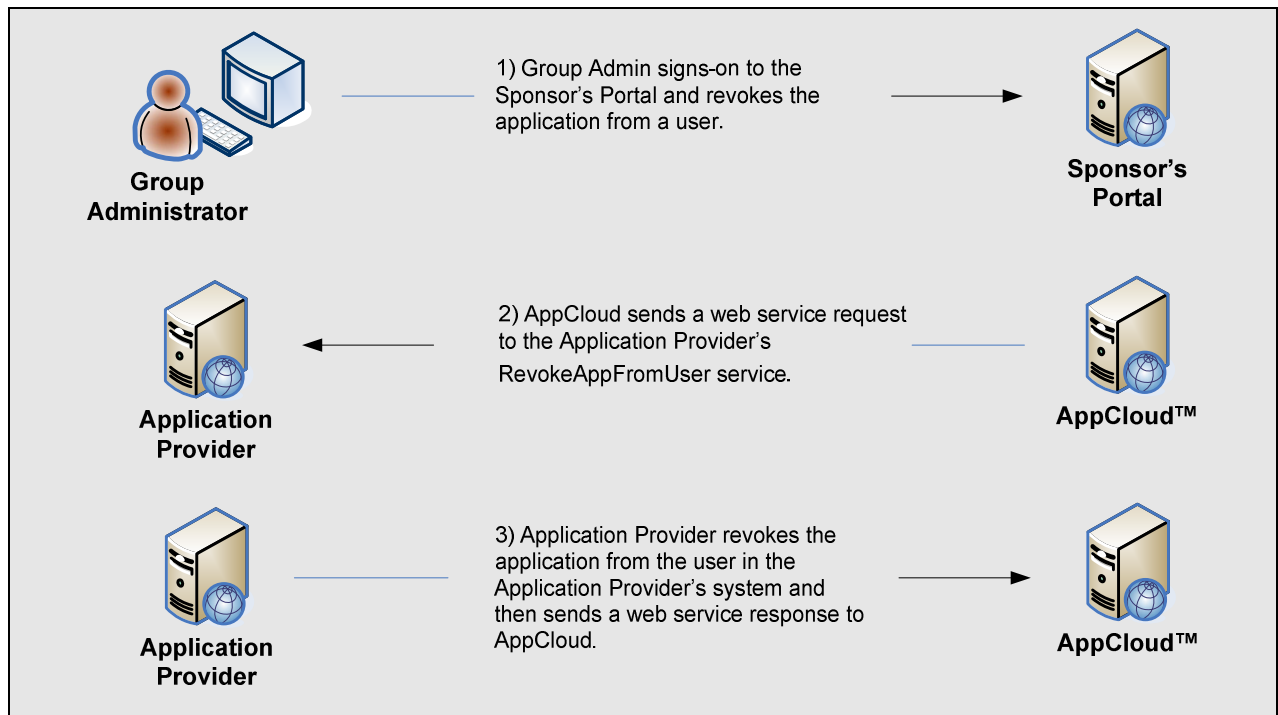 1) Group Admin signs-on to the
Sponsor’s Portal and revokes the
application from a user.
Group
Administrator
Sponsor’s
Portal
2) AppCloud sends a web service request
to the Application Provider’s
RevokeAppFromUser service.
Application
Provider
AppCloud™
3) Application Provider revokes the
application from the user in the
Application Provider’s system and
then sends a web service response to
AppCloud.
Application
Provider
AppCloud™